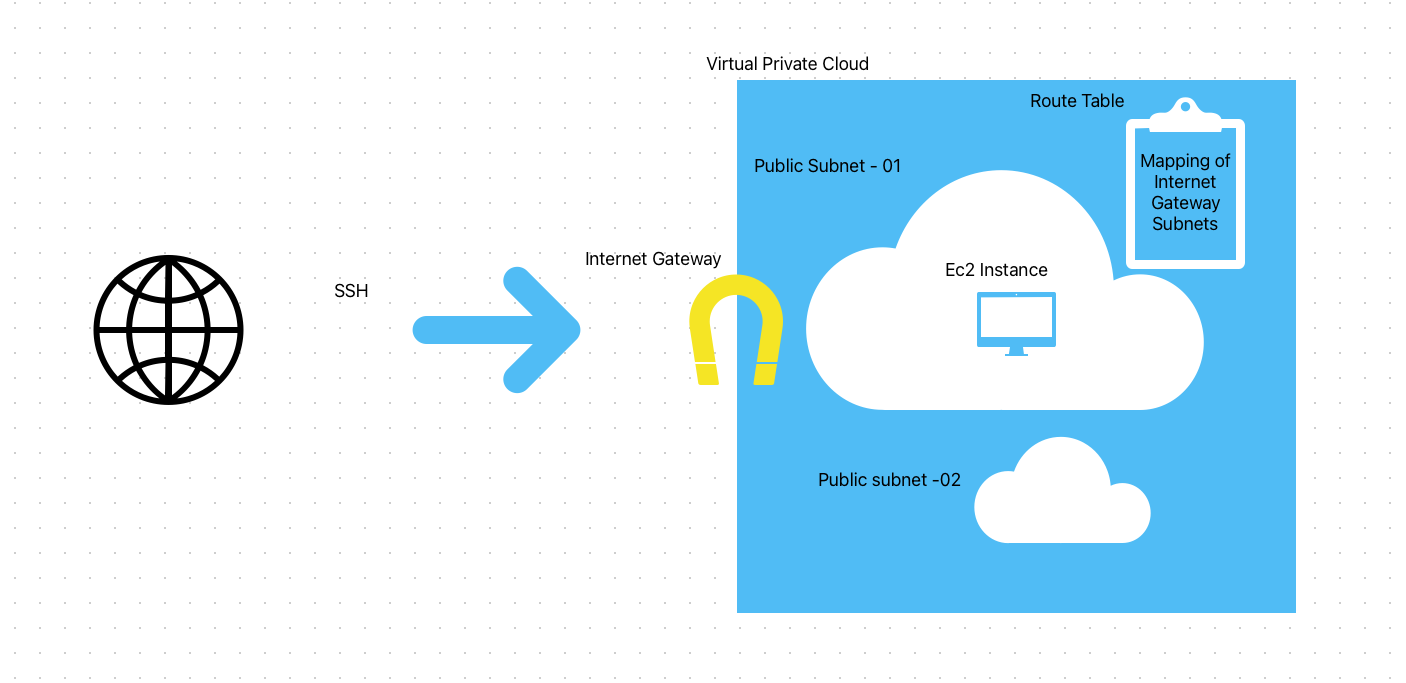 Virtual Private Cloud
Route Table
Mapping of
Internet
Gateway
Subnets
Public Subnet - 01
Internet Gateway
Ec2 Instance
SSH
Public subnet -02